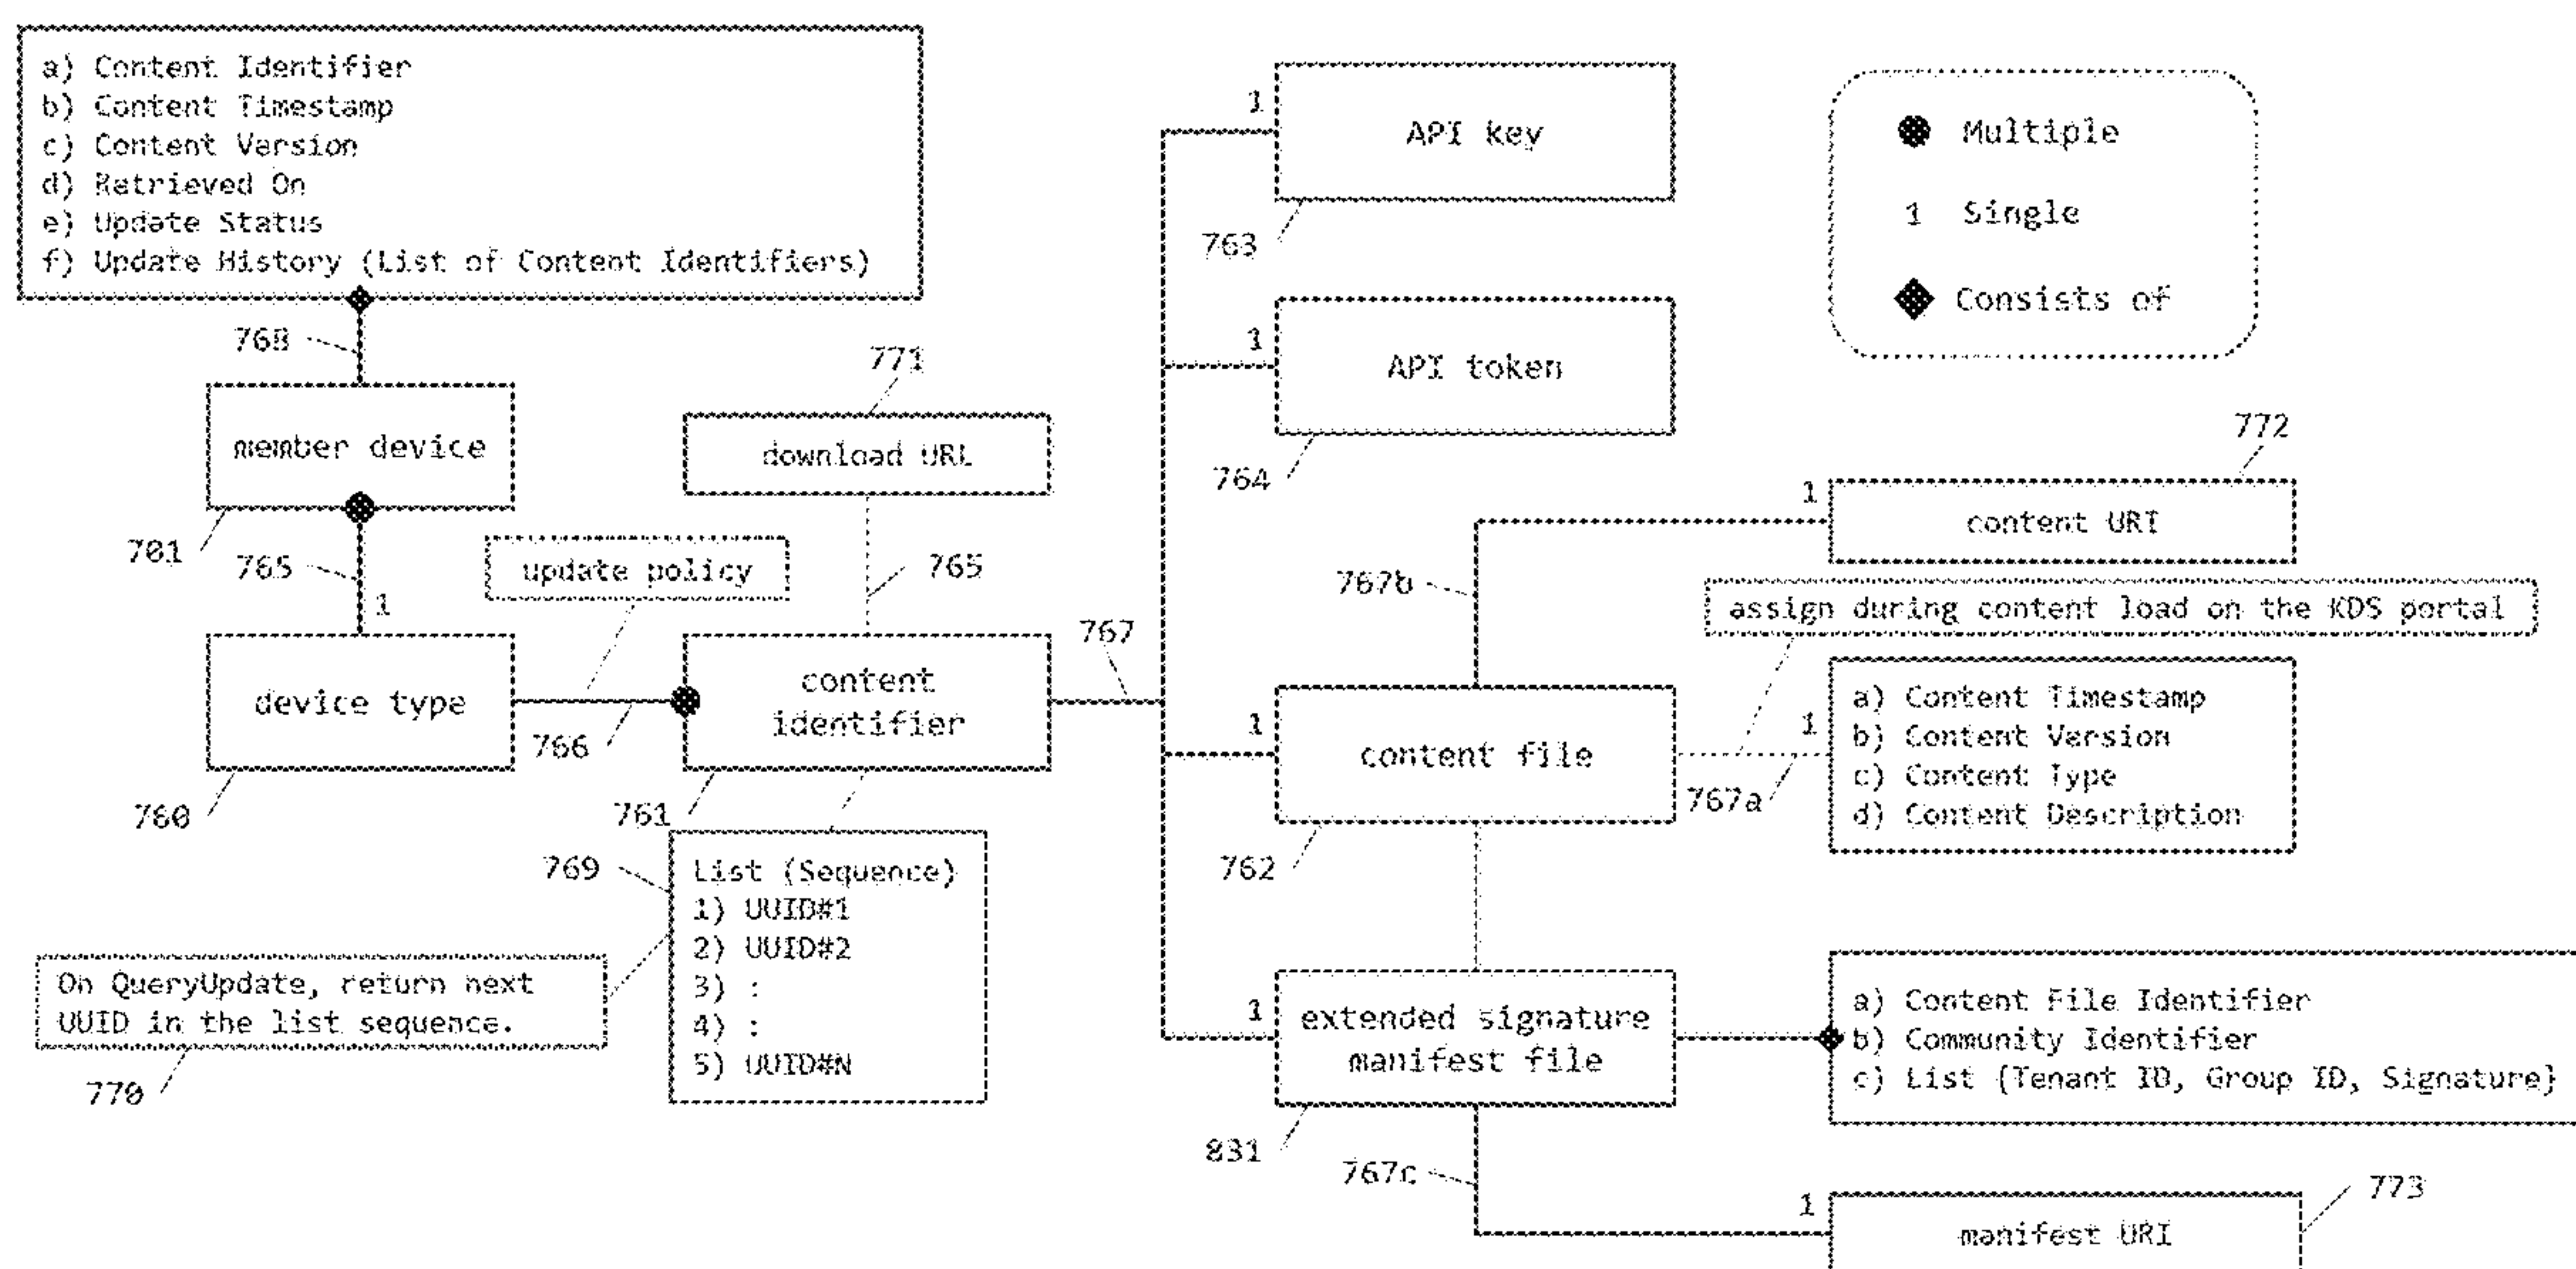 a) Content Identifier
b) Content Timestamp
c) Content Version
d) Retrieved On
e) Update Status
f) Update History (List of Content Identifiers)
768
member device
701
765
1
device type
760
update policy
766
771
download URL
765
content
identifier
761
767
769
List (Sequence)
1) UUID#1
2) UUID#2
3) :
4) :
5) UUID#N
On QueryUpdate, return next
UUID in the list sequence.
770
1
API key
763
1
API token
764
1
content file
762
1
extended signature
manifest file
831
Multiple
1 Single
Consists of
772
1
content URI
767b
assign during content load on the KDS portal
1
767a
a) Content Timestamp
b) Content Version
c) Content Type
d) Content Description
a) Content File Identifier
b) Community Identifier
c) List {Tenant ID, Group ID, Signature}
767c
1
manifest URI
773